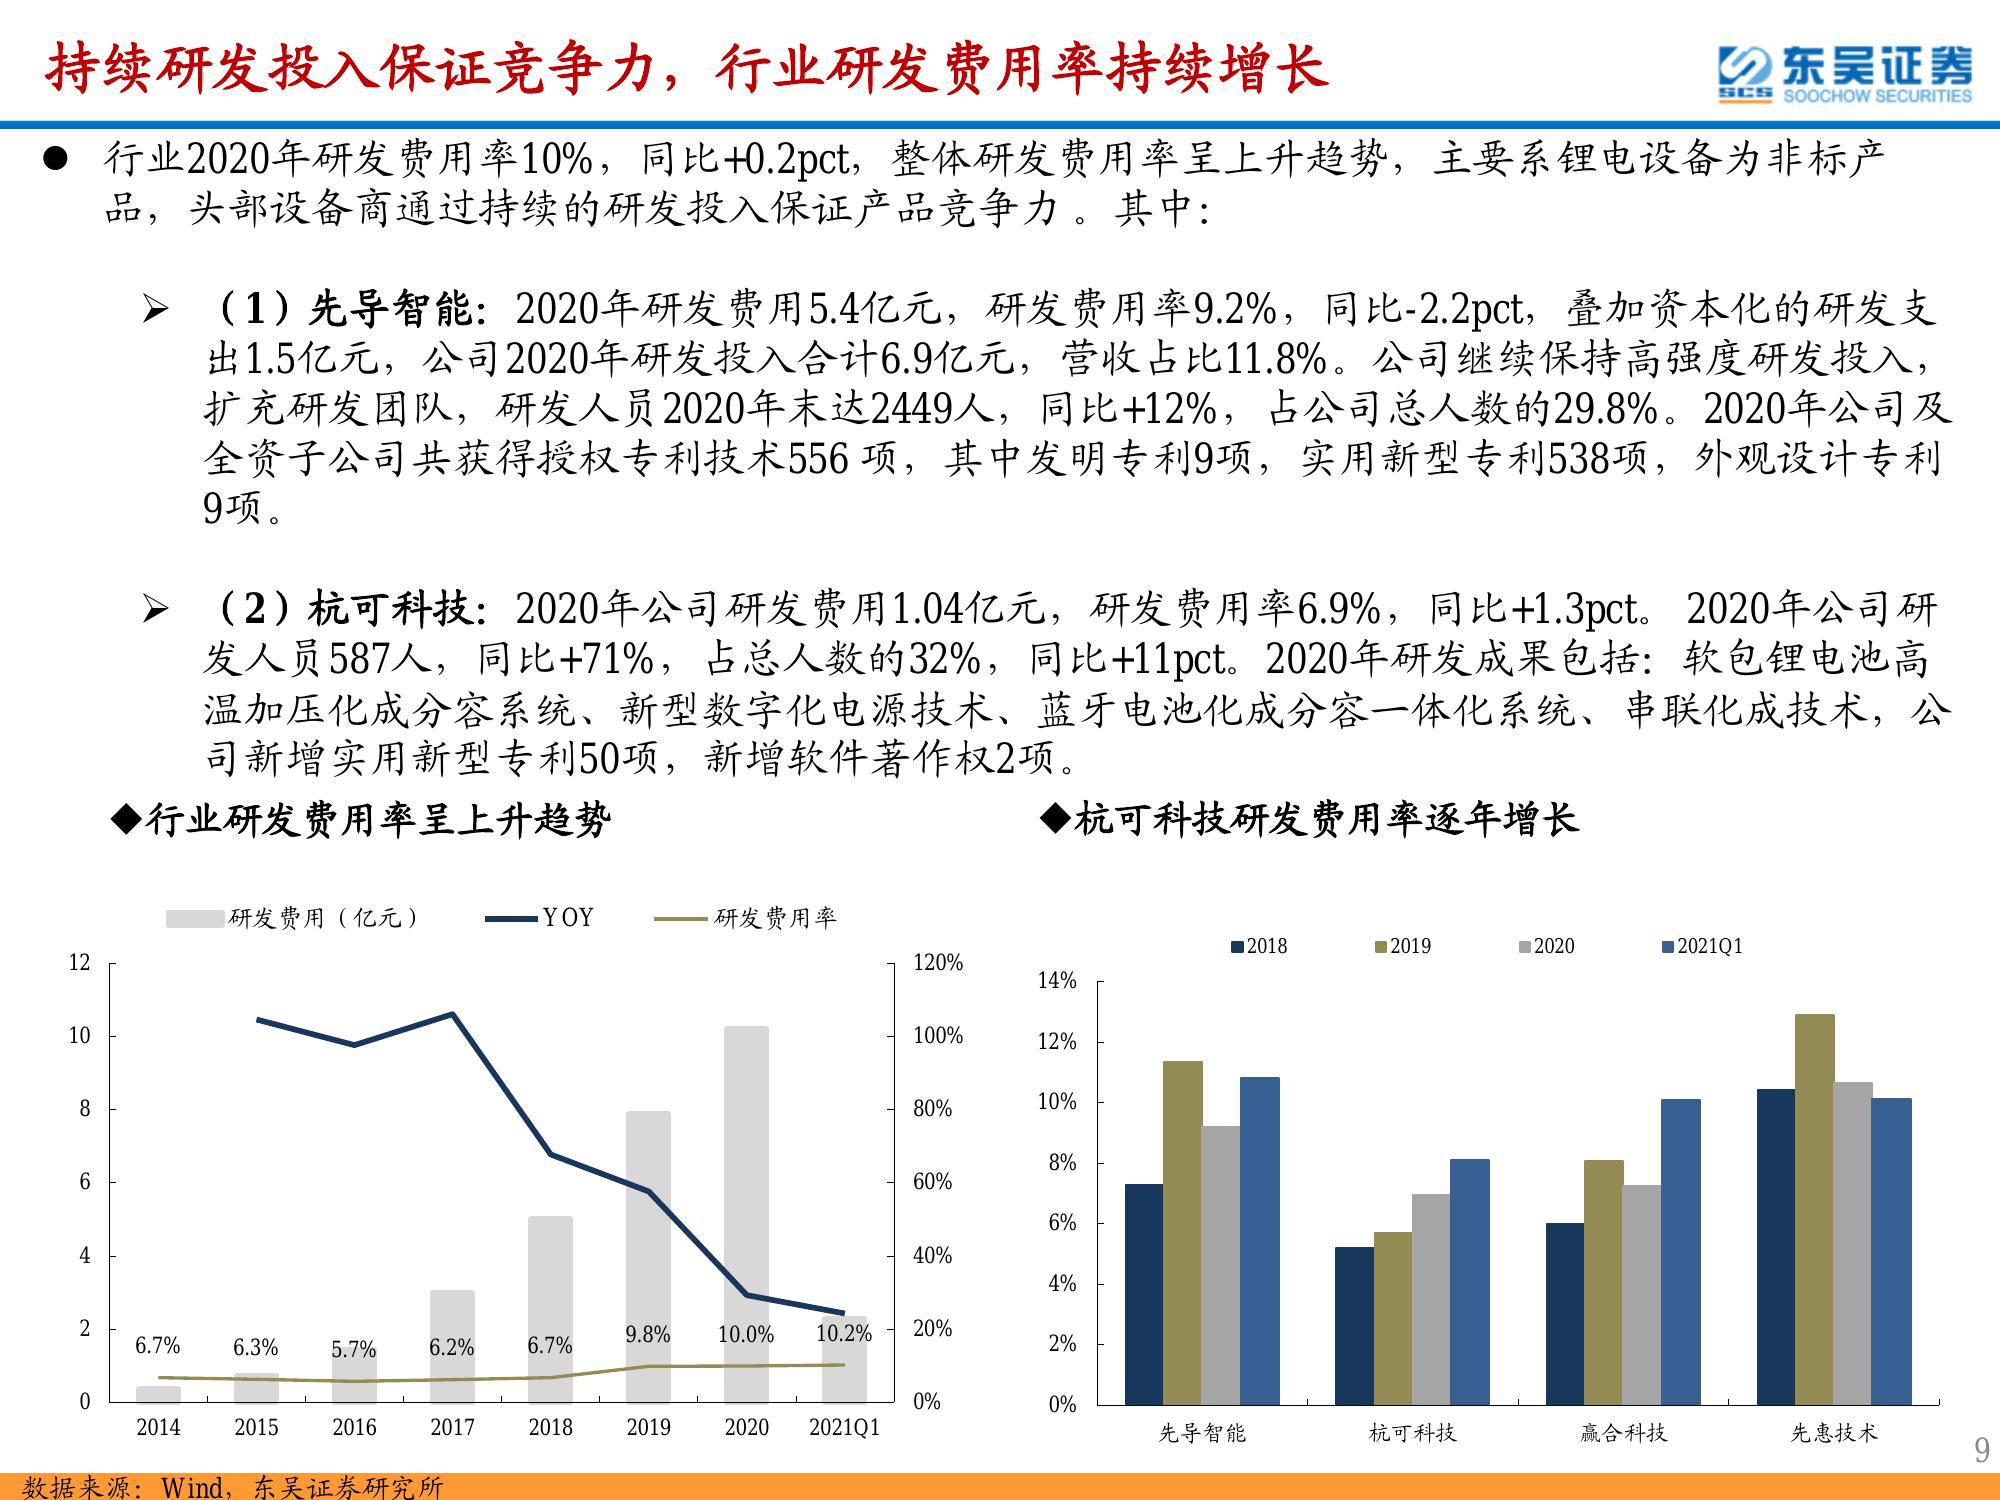 持续研发投入保证竞争力，行业研发费用率持续增长
东吴证券
SCS SOOCHOW SECURITIES
● 行业2020年研发费用率10%，同比+0.2pct，整体研发费用率呈上升趋势，主要系锂电设备为非标产
品，头部设备商通过持续的研发投入保证产品竞争力 。其中：
➢ （1）先导智能：2020年研发费用5.4亿元，研发费用率9.2%，同比-2.2pct，叠加资本化的研发支
出1.5亿元，公司2020年研发投入合计6.9亿元，营收占比11.8%。公司继续保持高强度研发投入，
扩充研发团队，研发人员2020年末达2449人，同比+12%，占公司总人数的29.8%。2020年公司及
全资子公司共获得授权专利技术556 项，其中发明专利9项，实用新型专利538项，外观设计专利
9项。
➢ （2）杭可科技：2020年公司研发费用1.04亿元，研发费用率6.9%，同比+1.3pct。 2020年公司研
发人员587人，同比+71%，占总人数的32%，同比+11pct。2020年研发成果包括：软包锂电池高
温加压化成分容系统、新型数字化电源技术、蓝牙电池化成分容一体化系统、串联化成技术，公
司新增实用新型专利50项，新增软件著作权2项。
◆行业研发费用率呈上升趋势
研发费用（亿元） YOY 研发费用率
12 120%
10 100%
8 80%
6 60%
4 40%
2 20%
0 0%
6.7% 6.3% 5.7% 6.2% 6.7% 9.8% 10.0% 10.2%
2014 2015 2016 2017 2018 2019 2020 2021Q1
◆杭可科技研发费用率逐年增长
2018 2019 2020 2021Q1
14%
12%
10%
8%
6%
4%
2%
0%
先导智能 杭可科技 赢合科技 先惠技术
9
数据来源：Wind，东吴证券研究所